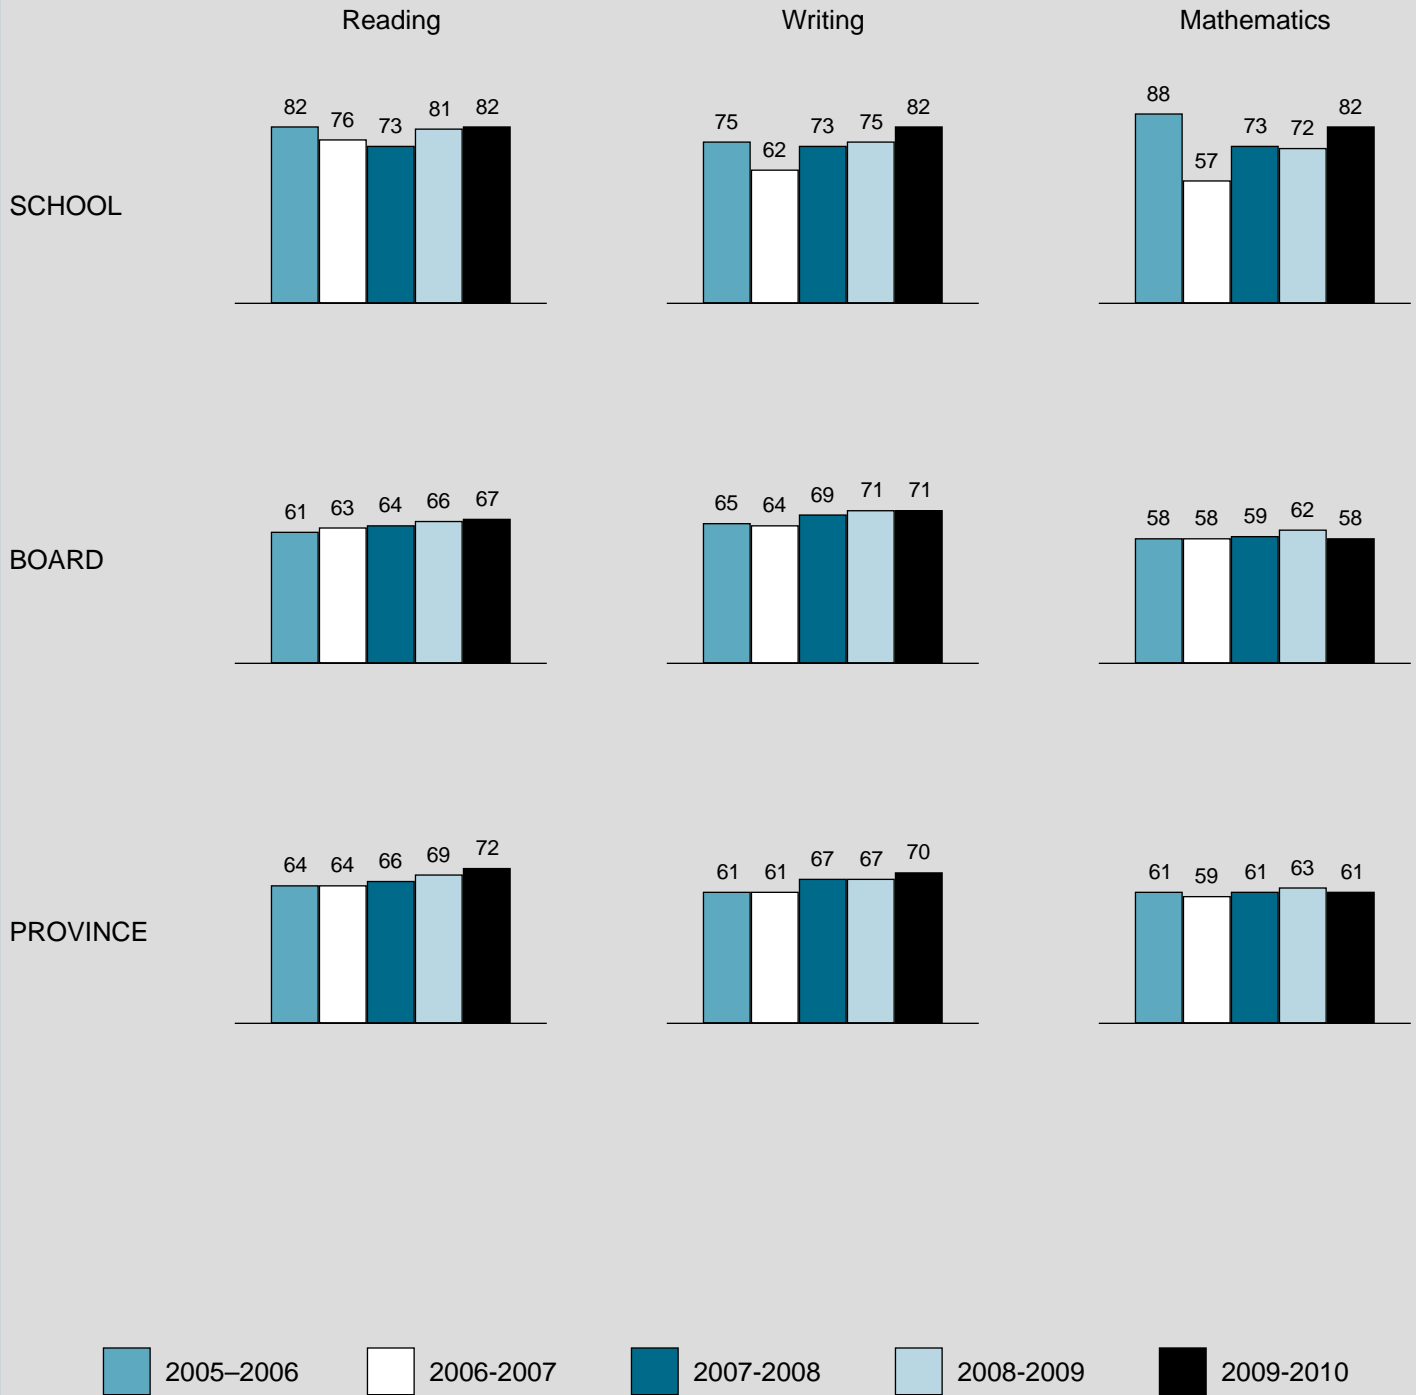 Reading Writing Mathematics
82 76 73 81 82 75 62 73 75 82 88 57 73 72 82
SCHOOL
61 63 64 66 67 65 64 69 71 71 58 58 59 62 58
BOARD
64 64 66 69 72 61 61 67 67 70 61 59 61 63 61
PROVINCE
2005–2006 2006-2007 2007-2008 2008-2009 2009-2010